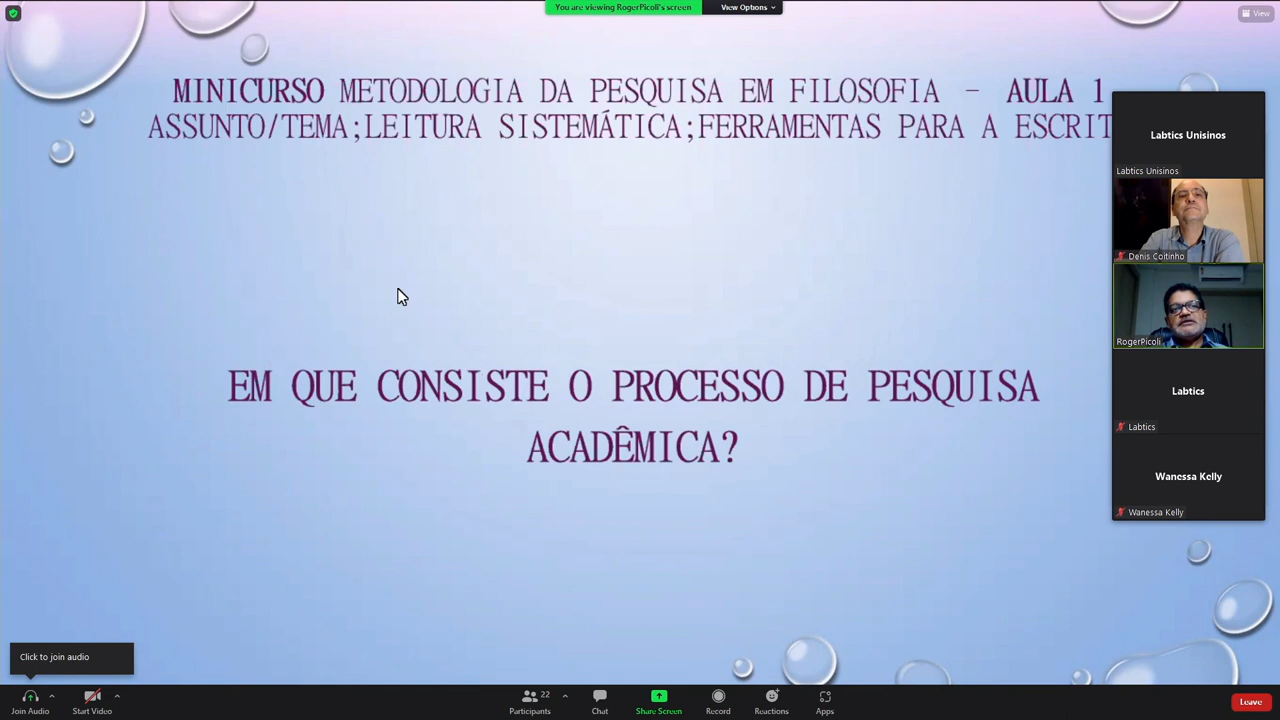 You are viewing RogerPicoli's screen
View Options
View
MINICURSO METODOLOGIA DA PESQUISA EM FILOSOFIA - AULA 1
ASSUNTO/TEMA;LEITURA SISTEMÁTICA;FERRAMENTAS PARA A ESCRIT
Labtics Unisinos
Labtics Unisinos
Denis Coitinho
RogerPicoli
Labtics
Labtics
Wanessa Kelly
Wanessa Kelly
EM QUE CONSISTE O PROCESSO DE PESQUISA
ACADÊMICA?
Click to join audio
Join Audio
Start Video
22
Participants
Chat
Share Screen
Record
Reactions
Apps
Leave